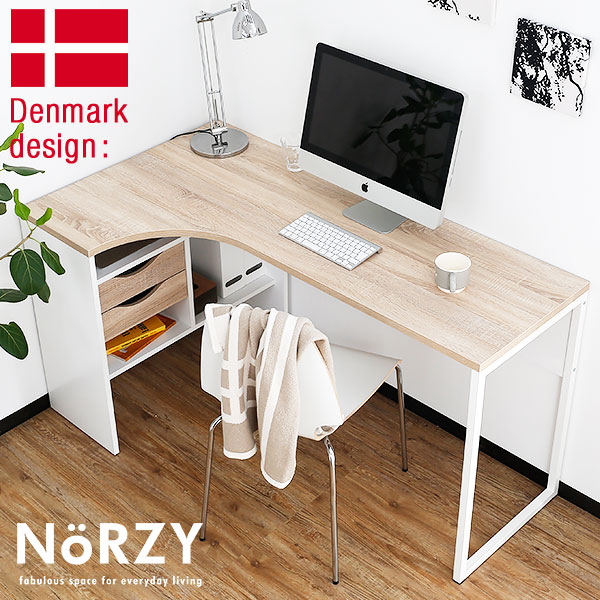 Denmark
design:
NöRZY
fabulous space for everyday living